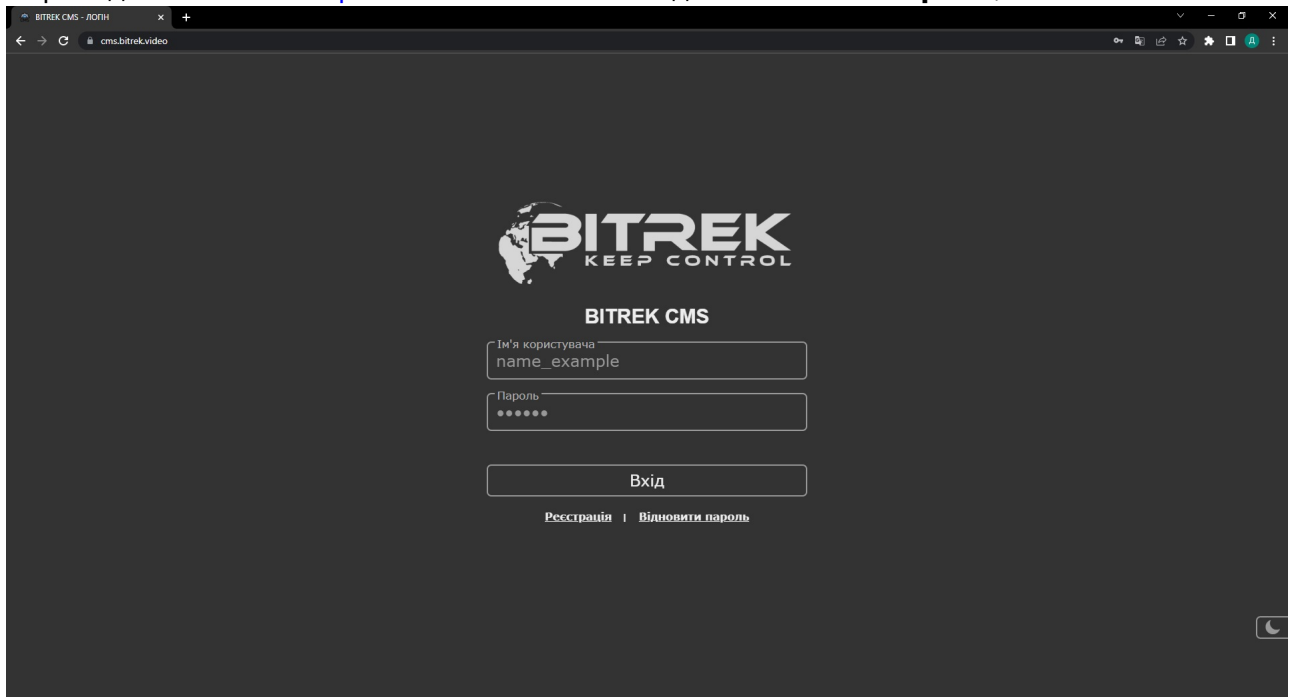 BITREK CMS - ЛОГІН
cms.bitrek.video
Д
BITREK
KEEP CONTROL
BITREK CMS
Ім'я користувача
name_example
Пароль
••••••
Вхід
Реєстрація | Відновити пароль